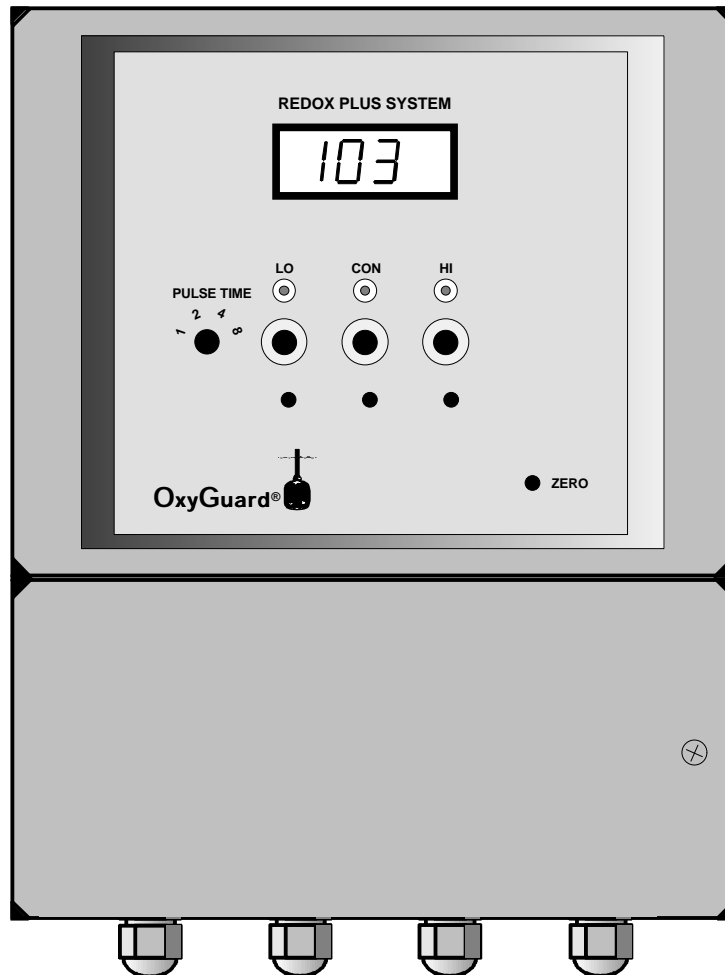 REDOX PLUS SYSTEM
103
LO CON HI
PULSE TIME
1 2 4 8
OxyGuard®
ZERO